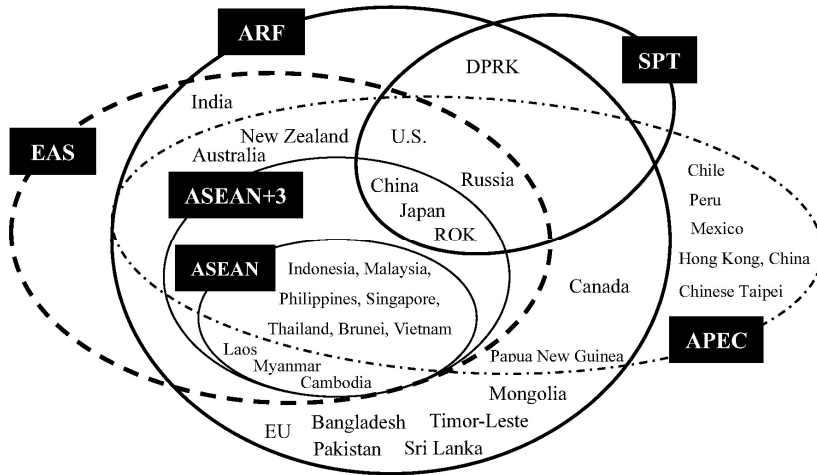 ARF
SPT
DPRK
India
EAS
New Zealand
U.S.
Australia
Russia
Chile
China
Peru
ASEAN+3
Japan
Mexico
ROK
ASEAN
Indonesia, Malaysia,
Hong Kong, China
Philippines, Singapore,
Canada
Chinese Taipei
Thailand, Brunei, Vietnam
APEC
Laos
Papua New Guinea
Myanmar
Cambodia
Mongolia
EU
Bangladesh
Timor-Leste
Pakistan
Sri Lanka